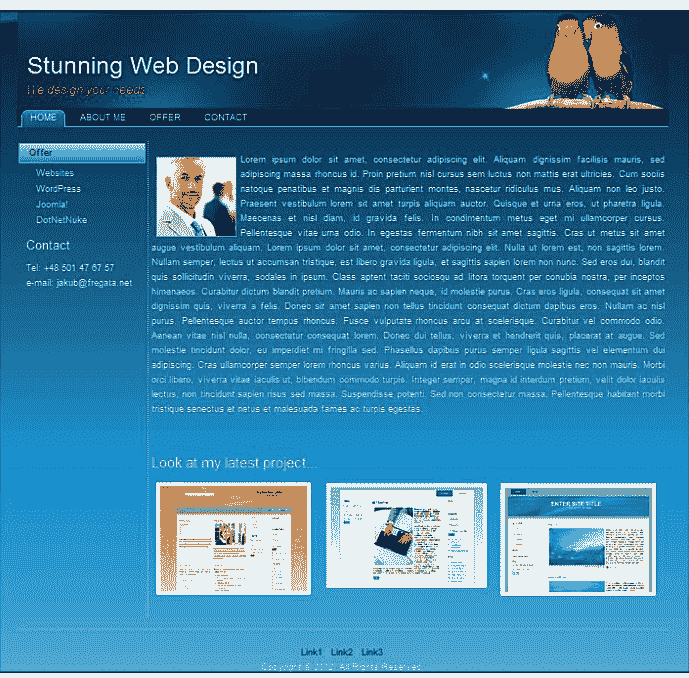 Stunning Web Design
We design your needs
HOME ABOUT ME OFFER CONTACT
Offer
Websites
WordPress
Joomla!
DotNetNuke
Contact
Tel: +48 501 47 67 57
e-mail: jakub@fregata.net
Lorem ipsum dolor sit amet, consectetur adipiscing elit. Aliquam dignissim facilisis mauris, sed
adipiscing massa rhoncus id. Proin pretium nisl cursus sem luctus non mattis erat ultricies. Cum sociis
natoque penatibus et magnis dis parturient montes, nascetur ridiculus mus. Aliquam non leo justo.
Praesent vestibulum lorem sit amet turpis aliquam auctor. Quisque et urna eros, ut pharetra ligula.
Maecenas et nisl diam, id gravida felis. In condimentum metus eget mi ullamcorper cursus.
Pellentesque vitae urna odio. In egestas fermentum nibh sit amet sagittis. Cras ut metus sit amet
augue vestibulum aliquam. Lorem ipsum dolor sit amet, consectetur adipiscing elit. Nulla ut lorem est, non sagittis lorem.
Nullam semper, lectus ut accumsan tristique, est libero gravida ligula, et sagittis sapien lorem non nunc. Sed eros dui, blandit
quis sollicitudin viverra, sodales in ipsum. Class aptent taciti sociosqu ad litora torquent per conubia nostra, per inceptos
himenaeos. Curabitur dictum blandit pretium. Mauris ac sapien neque, id molestie purus. Cras eros ligula, consequat sit amet
dignissim quis, viverra a felis. Donec sit amet sapien non tellus tincidunt consequat dictum dapibus eros. Nullam ac nisl
purus. Pellentesque auctor tempus rhoncus. Fusce vulputate rhoncus arcu at scelerisque. Curabitur vel commodo odio.
Aenean vitae nisl nulla, consectetur consequat lorem. Donec dui tellus, viverra et hendrerit quis, placerat at augue. Sed
molestie tincidunt dolor, eu imperdiet mi fringilla sed. Phasellus dapibus purus semper ligula sagittis vel elementum dui
adipiscing. Cras ullamcorper semper lorem rhoncus varius. Aliquam id erat in odio scelerisque molestie nec non mauris. Morbi
orci libero, viverra vitae iaculis ut, bibendum commodo turpis. Integer semper, magna id interdum pretium, velit dolor iaculis
lectus, non tincidunt sapien risus sed massa. Suspendisse potenti. Sed non consectetur massa. Pellentesque habitant morbi
tristique senectus et netus et malesuada fames ac turpis egestas.
Look at my latest project...
ENTER SITE TITLE
Link1 Link2 Link3
Copyright © 2012. All Rights Reserved.